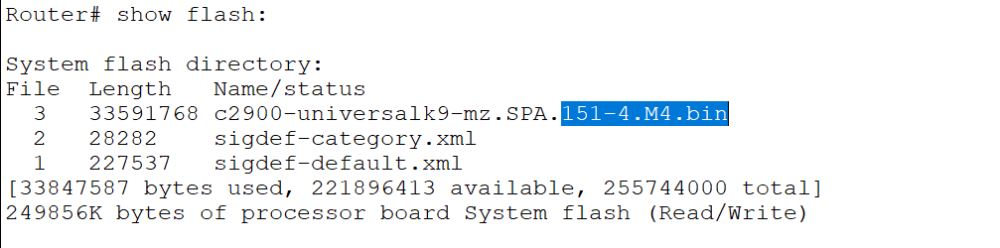 Router# show flash:
System flash directory:
File  Length   Name/status
  3   33591768 c2900-universalk9-mz.SPA.151-4.M4.bin
  2   28282    sigdef-category.xml
  1   227537   sigdef-default.xml
[33847587 bytes used, 221896413 available, 255744000 total]
249856K bytes of processor board System flash (Read/Write)